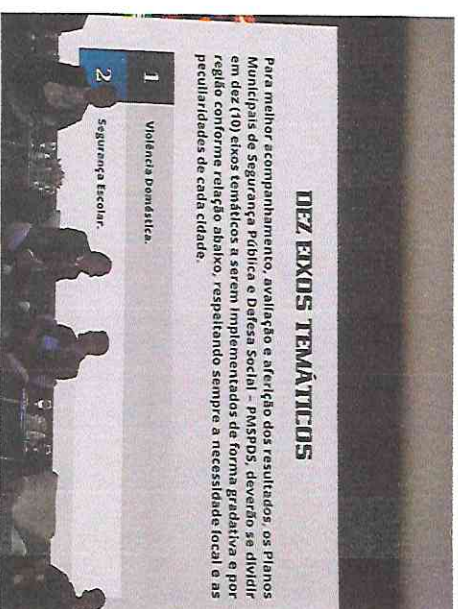 DEZ EIXOS TEMÁTICOS
Para melhor acompanhamento, avaliação e aferição dos resultados, os Planos
Municipais de Segurança Pública e Defesa Social – PMSPDS, deverão se dividir
em dez (10) eixos temáticos a serem implementados de forma gradativa e por
região conforme relação abaixo, respeitando sempre a necessidade local e as
peculiaridades de cada cidade.
1 Violência Doméstica.
2 Segurança Escolar.